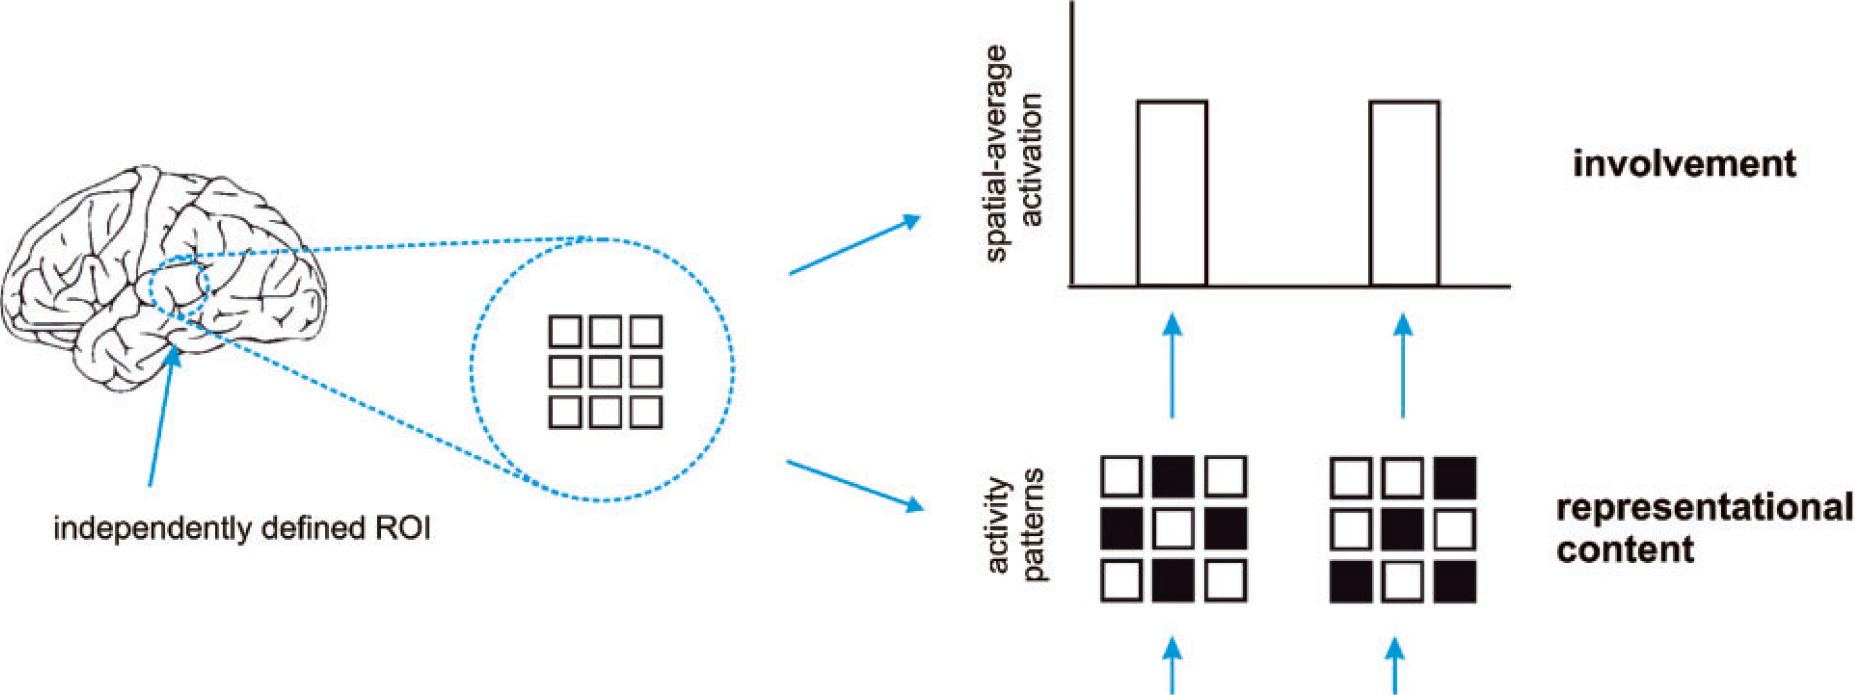 spatial-average
activation
involvement
independently defined ROI
activity
patterns
representational
content